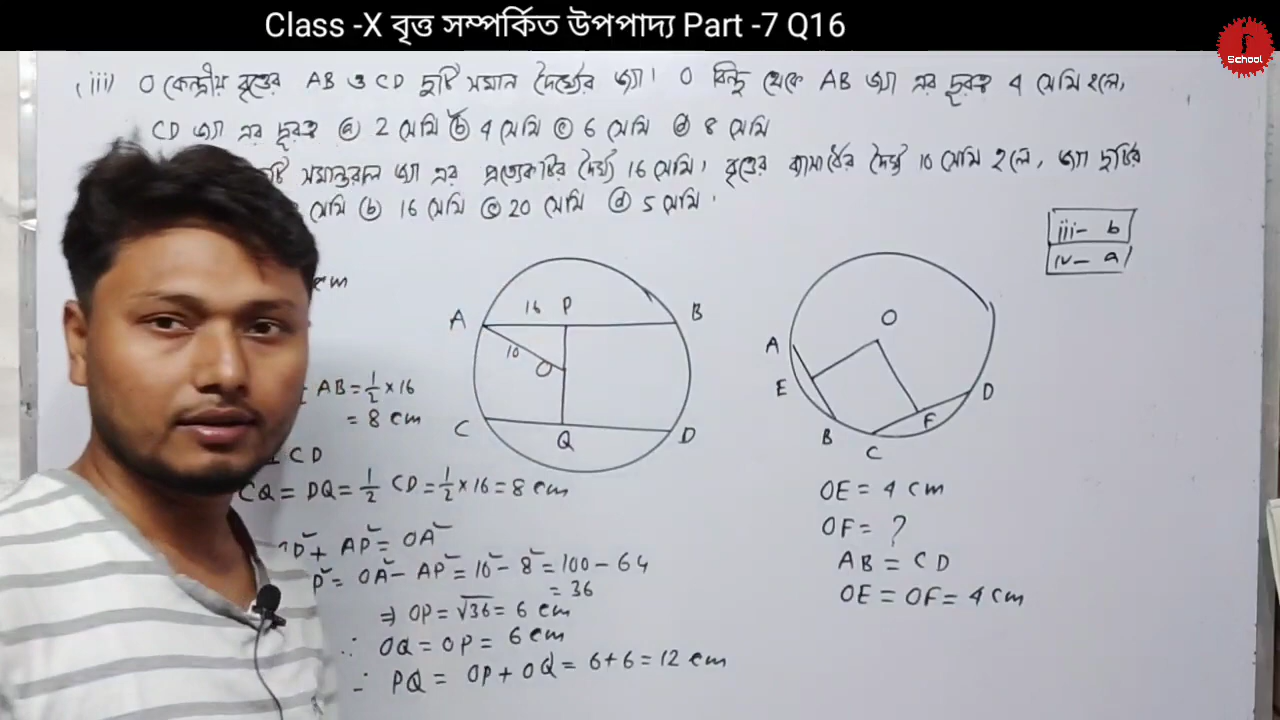 Class -X বৃত্ত সম্পর্কিত উপপাদ্য Part -7 Q16
School
(iii) O কেন্দ্রীয় বৃত্তের AB ও CD দুটি সমান দৈর্ঘ্যের জ্যা। O বিন্দু থেকে AB জ্যা এর দূরত্ব 4 সেমি হলে,
CD জ্যা এর দূরত্ব ⓐ 2 সেমি ⓑ 4 সেমি ⓒ 6 সেমি ⓓ 8 সেমি
সমান্তরাল জ্যা এর প্রত্যেকটির দৈর্ঘ্য 16 সেমি। বৃত্তের ব্যাসার্ধের দৈর্ঘ্য 10 সেমি হলে, জ্যা দুটির
সেমি ⓑ 16 সেমি ⓒ 20 সেমি ⓓ 5 সেমি।
iii- b
iv- a
cm
AB = 1/2 × 16
= 8 cm
CD
CQ = DQ = 1/2 CD = 1/2 × 16 = 8 cm
+ AP² = OA²
= OA² - AP² = 10² - 8² = 100 - 64
= 36
⇒ OP = √36 = 6 cm
∴ OQ = OP = 6 cm
∴ PQ = OP + OQ = 6+6 = 12 cm
A
16
P
B
10
O
C
Q
D
O
A
E
B
C
F
D
OE = 4 cm
OF = ?
AB = CD
OE = OF = 4 cm